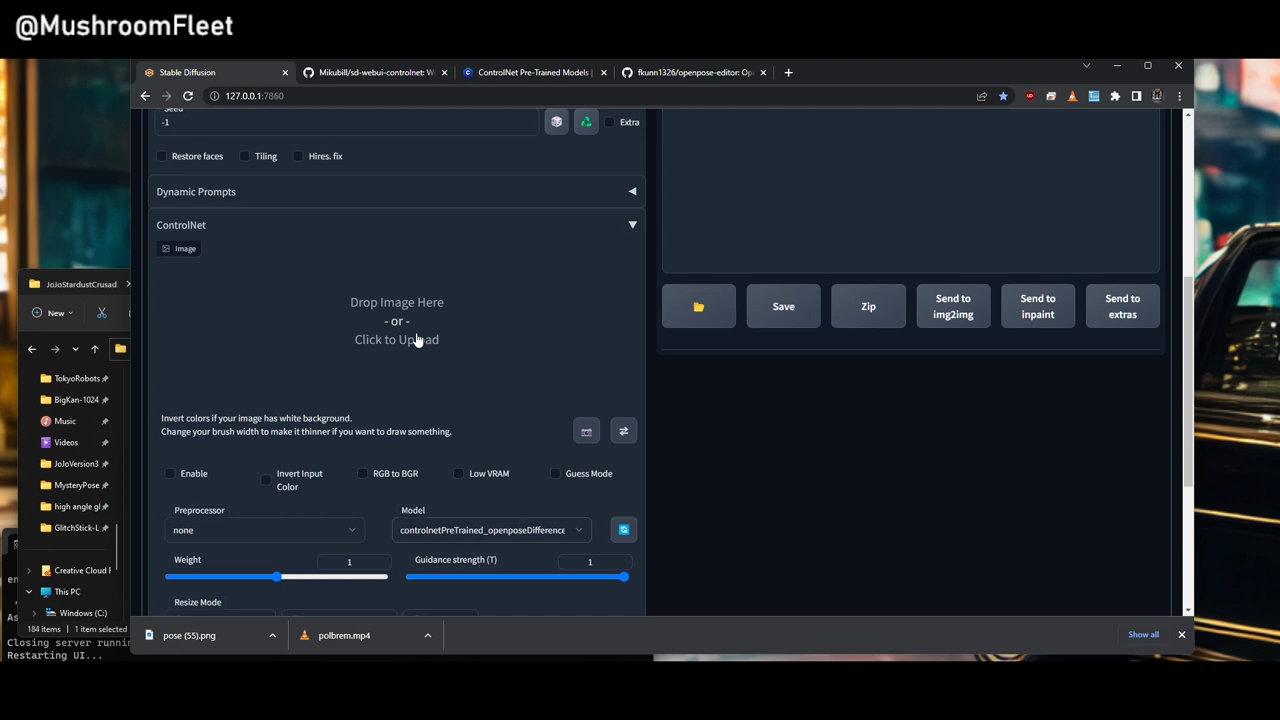 @MushroomFleet
Stable Diffusion
Mikubill/sd-webui-controlnet: W
ControlNet Pre-Trained Models |
fkunn1326/openpose-editor: Op
127.0.0.1:7860
Seed
-1
Extra
Restore faces
Tiling
Hires. fix
Dynamic Prompts
ControlNet
Image
Drop Image Here
- or -
Click to Upload
Invert colors if your image has white background.
Change your brush width to make it thinner if you want to draw something.
Enable
Invert Input
Color
RGB to BGR
Low VRAM
Guess Mode
Preprocessor
none
Model
controlnetPreTrained_openposeDifference
Weight
1
Guidance strength (T)
1
Resize Mode
Save
Zip
Send to
img2img
Send to
inpaint
Send to
extras
JoJoStardustCrusad
New
TokyoRobots
BigKan-1024
Music
Videos
JoJoVersion3
MysteryPose
high angle gl
GlitchStick-L
Creative Cloud F
This PC
Windows (C:)
184 items
1 item selected
Closing server runnin
Restarting UI...
pose (55).png
polbrem.mp4
Show all